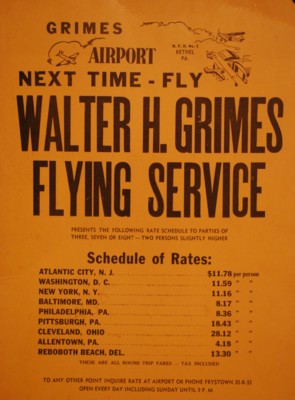 GRIMES
AIRPORT
R. F. D. No. 1
BETHEL
PA.
NEXT TIME - FLY
WALTER H. GRIMES
FLYING SERVICE
PRESENTS THE FOLLOWING RATE SCHEDULE TO PARTIES OF
THREE, SEVEN OR EIGHT — TWO PERSONS SLIGHTLY HIGHER
Schedule of Rates:
ATLANTIC CITY, N. J. $11.78 per person
WASHINGTON, D. C. 11.59 " "
NEW YORK, N. Y. 11.16 " "
BALTIMORE, MD. 8.17 " "
PHILADELPHIA, PA. 8.36 " "
PITTSBURGH, PA. 18.43 " "
CLEVELAND, OHIO 28.12 " "
ALLENTOWN, PA. 4.18 " "
REBOBOTH BEACH, DEL. 13.30 " "
THESE ARE ALL ROUND TRIP FARES — TAX INCLUDED
TO ANY OTHER POINT INQUIRE RATE AT AIRPORT OR PHONE FRYSTOWN
OPEN EVERY DAY INCLUDING SUNDAY UNTIL 9 P. M.